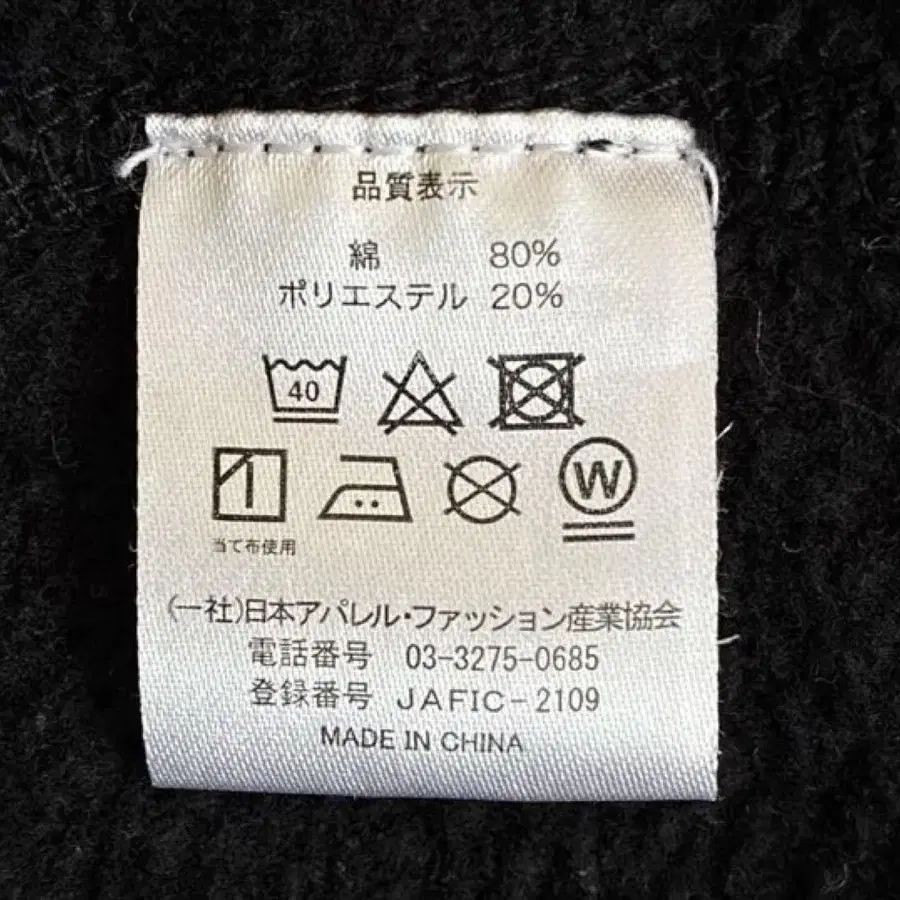 品質表示
綿 80%
ポリエステル 20%
40
W
当て布使用
(一社)日本アパレル・ファッション産業協会
電話番号 03-3275-0685
登録番号 JAFIC-2109
MADE IN CHINA